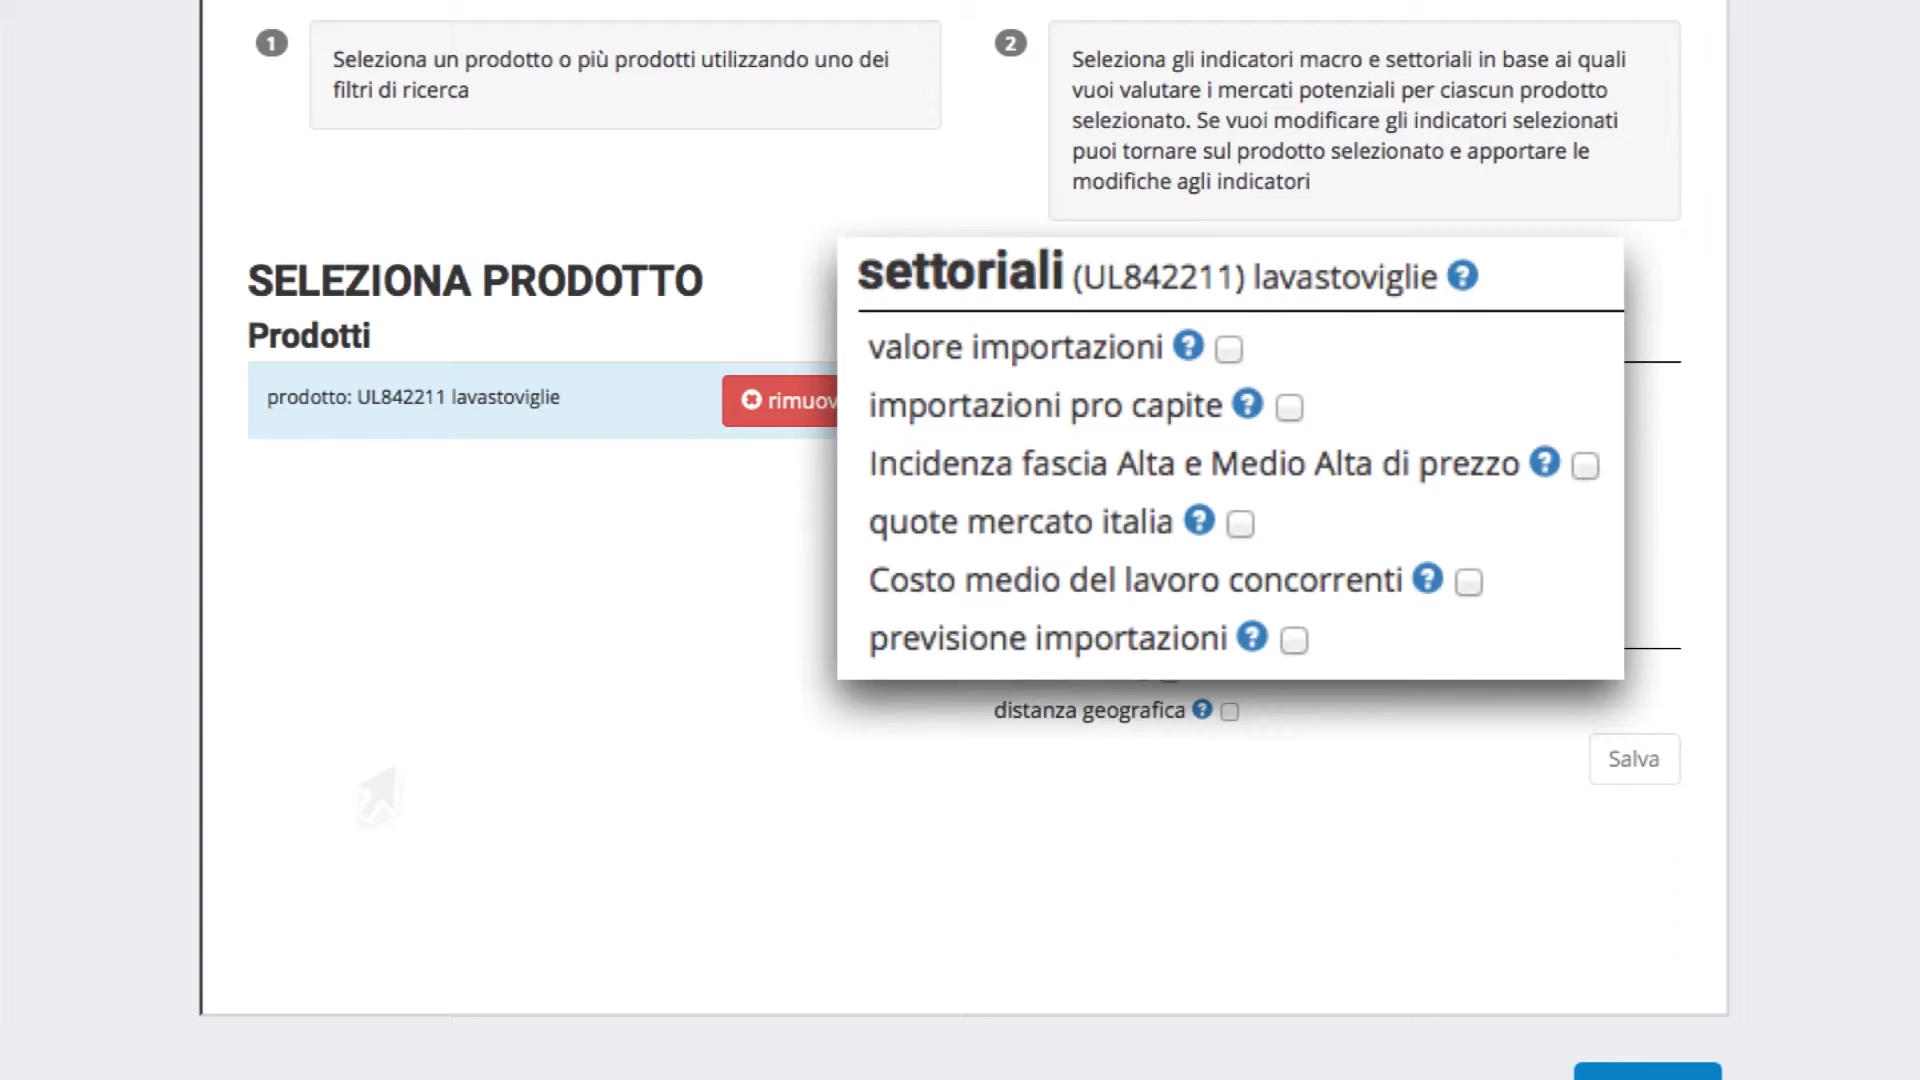 1
Seleziona un prodotto o più prodotti utilizzando uno dei
filtri di ricerca
2
Seleziona gli indicatori macro e settoriali in base ai quali
vuoi valutare i mercati potenziali per ciascun prodotto
selezionato. Se vuoi modificare gli indicatori selezionati
puoi tornare sul prodotto selezionato e apportare le
modifiche agli indicatori
SELEZIONA PRODOTTO
Prodotti
prodotto: UL842211 lavastoviglie
settoriali (UL842211) lavastoviglie ?
valore importazioni ?
importazioni pro capite ?
Incidenza fascia Alta e Medio Alta di prezzo ?
quote mercato italia ?
Costo medio del lavoro concorrenti ?
previsione importazioni ?
distanza geografica ?
Salva